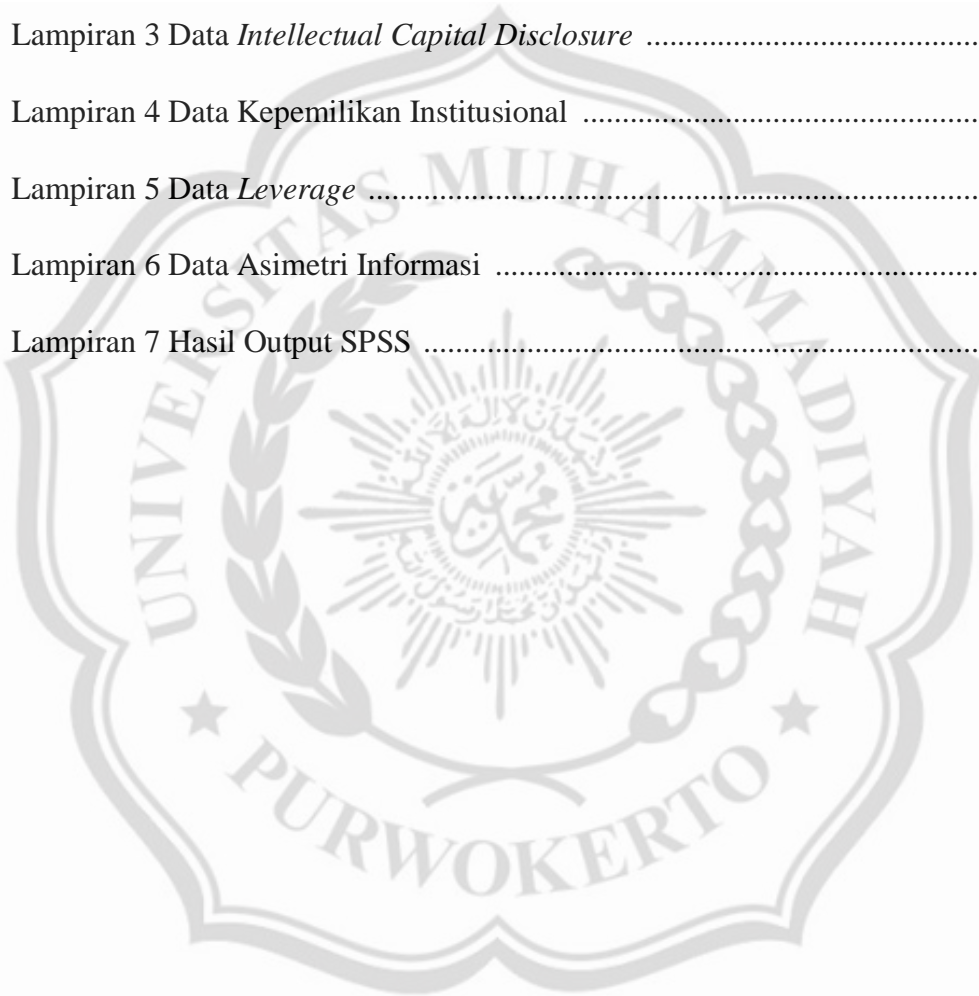 Lampiran 3 Data Intellectual Capital Disclosure ......................................
Lampiran 4 Data Kepemilikan Institusional ..............................................
Lampiran 5 Data Leverage ......................................................................
Lampiran 6 Data Asimetri Informasi ........................................................
Lampiran 7 Hasil Output SPSS ................................................................
UNIVERSITAS MUHAMMADIYAH
PURWOKERTO